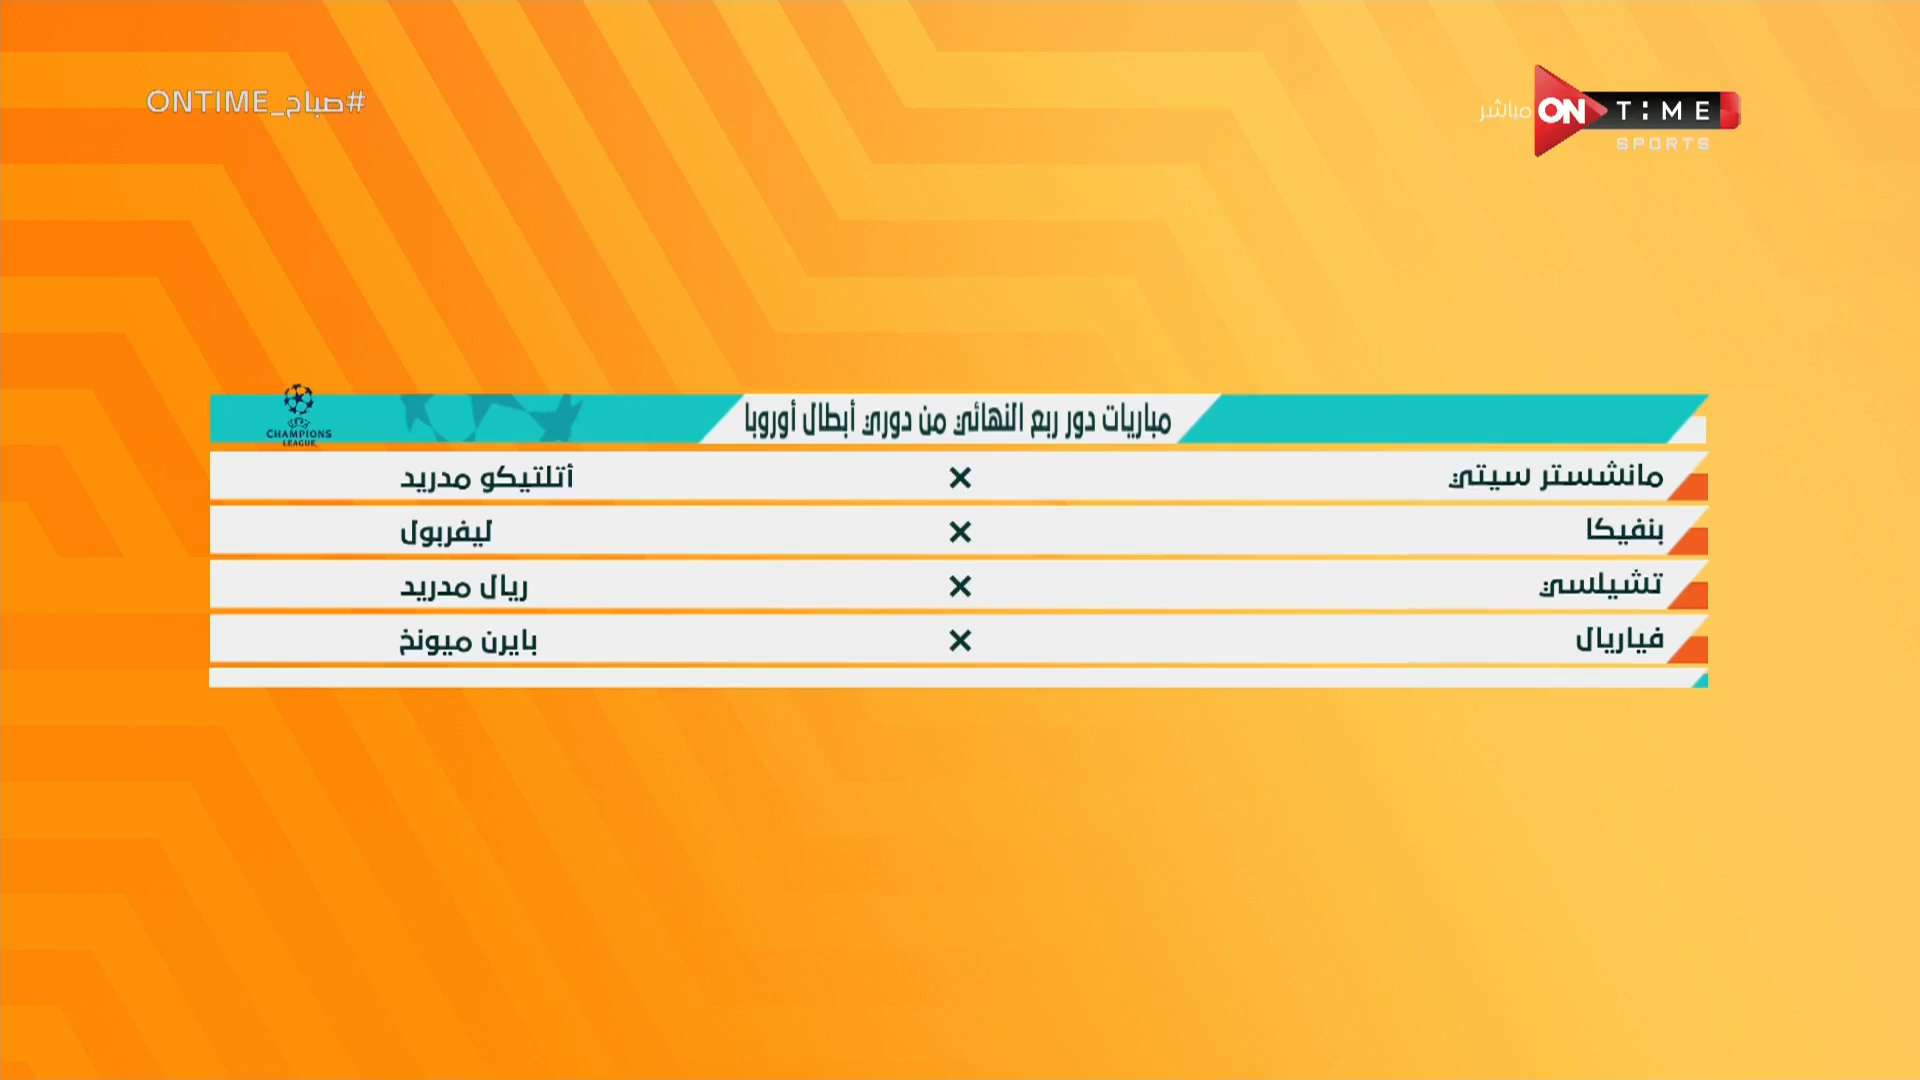 #صباح_ONTIME
مباشر ON TIME
SPORTS
مباريات دور ربع النهائي من دوري أبطال أوروبا
CHAMPIONS
LEAGUE
مانشستر سيتي × أتلتيكو مدريد
بنفيكا × ليفربول
تشيلسي × ريال مدريد
فياريال × بايرن ميونخ